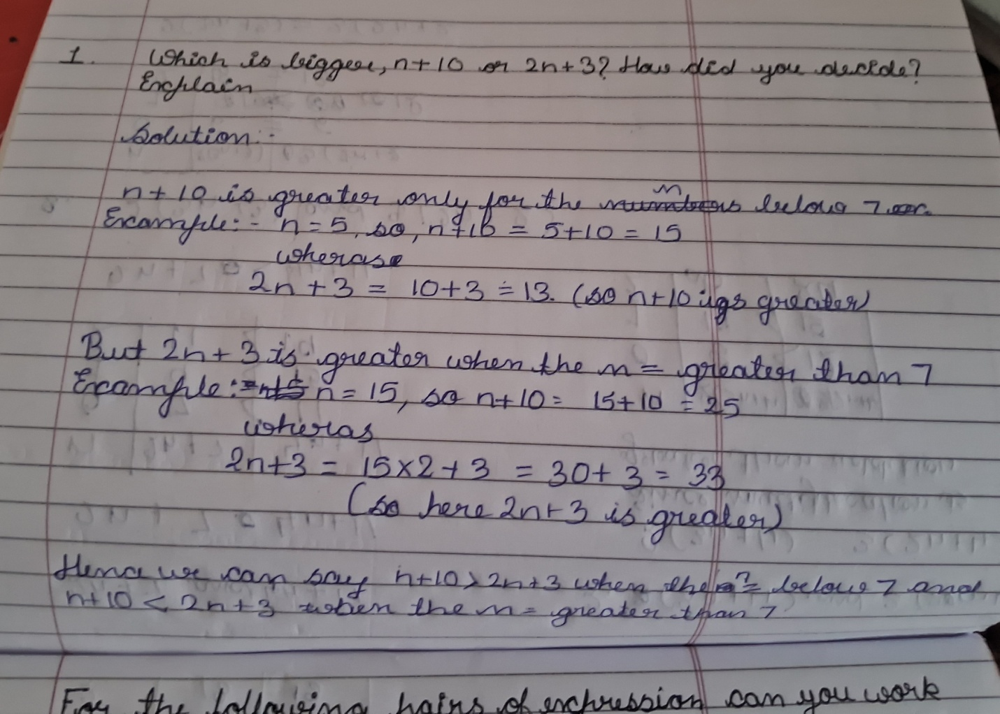 1. Which is bigger, n+10 or 2n+3? How did you decide?
Explain
Solution:-
n+10 is greater only for the n below 7
Example:- n=5, so, n+10 = 5+10 = 15
wheras
2n+3 = 10+3 = 13. (so n+10 is greater)
But 2n+3 is greater when the n = greater than 7
Example:- n=15, so n+10= 15+10 = 25
wheras
2n+3 = 15×2+3 = 30+3 = 33
(so here 2n+3 is greater)
Hence we can say n+10>2n+3 when the n = below 7 and
n+10 < 2n+3 when the n = greater than 7
For the following pairs of expression can you work